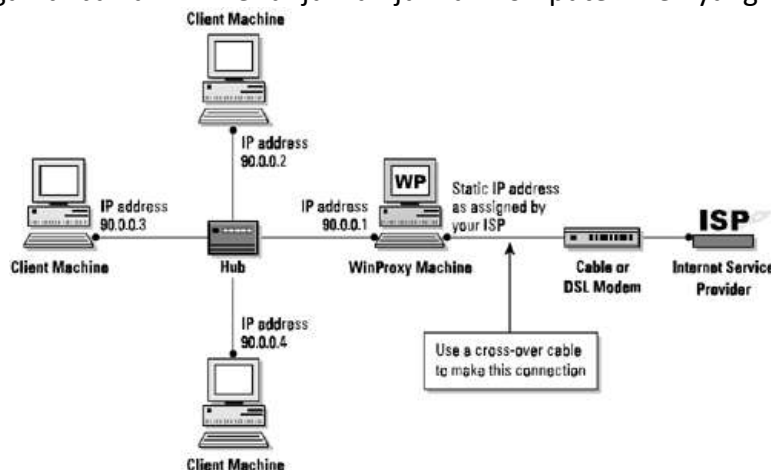 Client Machine
IP address
90.0.0.2
IP address
90.0.0.3
IP address
90.0.0.1
WP
Static IP address
as assigned by
your ISP
ISP
Client Machine
Hub
WinProxy Machine
Cable or
DSL Modem
Internet Service
Provider
IP address
90.0.0.4
Use a cross-over cable
to make this connection
Client Machine